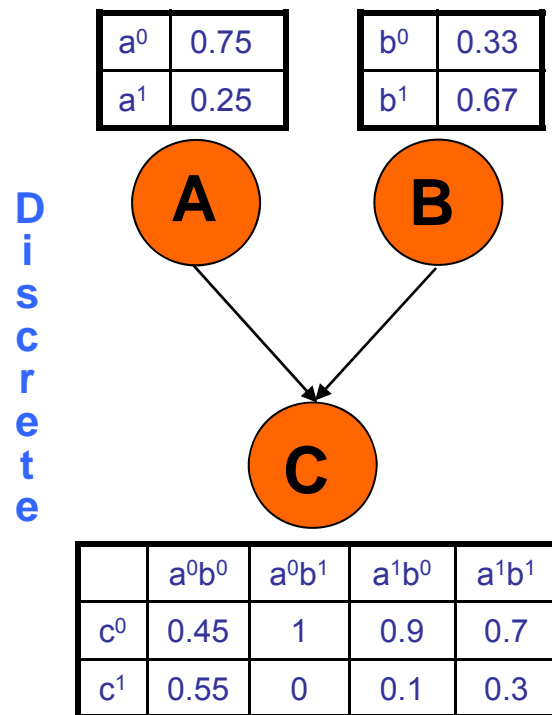 a⁰ 0.75
a¹ 0.25
b⁰ 0.33
b¹ 0.67
A
B
Discrete
C
a⁰b⁰ a⁰b¹ a¹b⁰ a¹b¹
c⁰ 0.45 1 0.9 0.7
c¹ 0.55 0 0.1 0.3